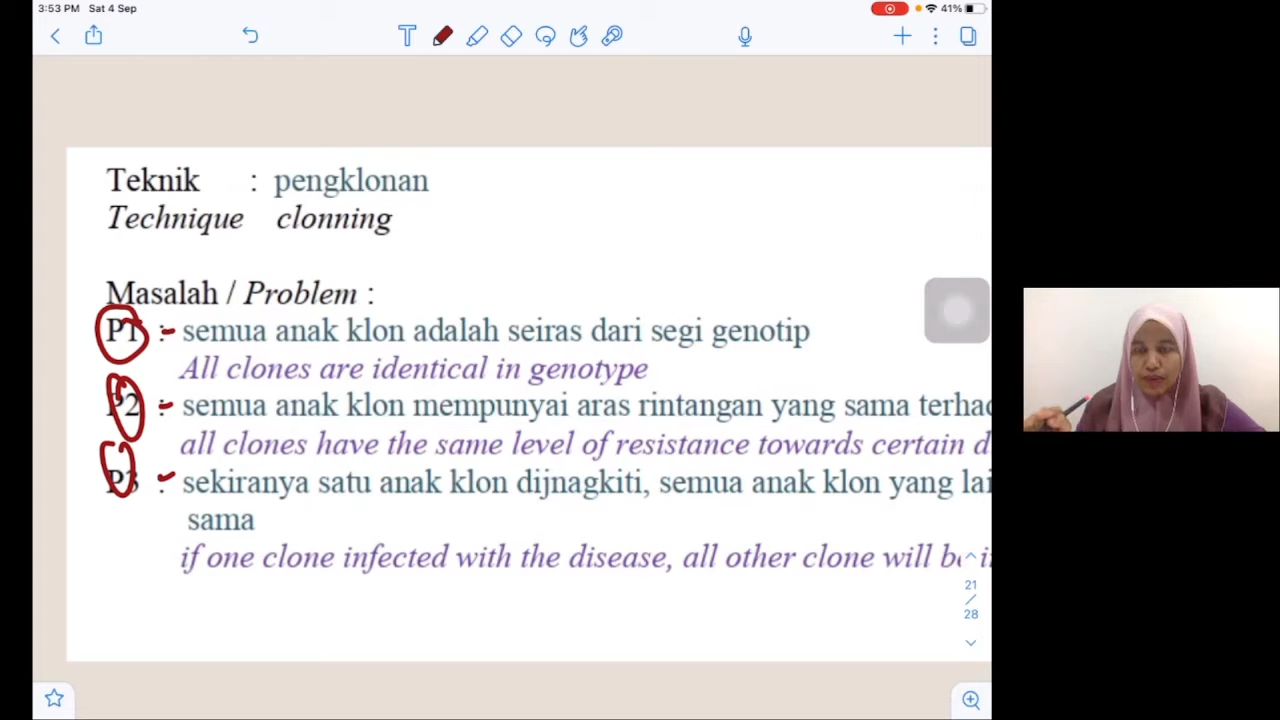 3:53 PM Sat 4 Sep 41%
T
Teknik : pengklonan
Technique clonning
Masalah / Problem :
P1 : semua anak klon adalah seiras dari segi genotip
All clones are identical in genotype
P2 : semua anak klon mempunyai aras rintangan yang sama
all clones have the same level of resistance towards certain
P3 : sekiranya satu anak klon dijnagkiti, semua anak klon yang
sama
if one clone infected with the disease, all other clone will
21
/
28